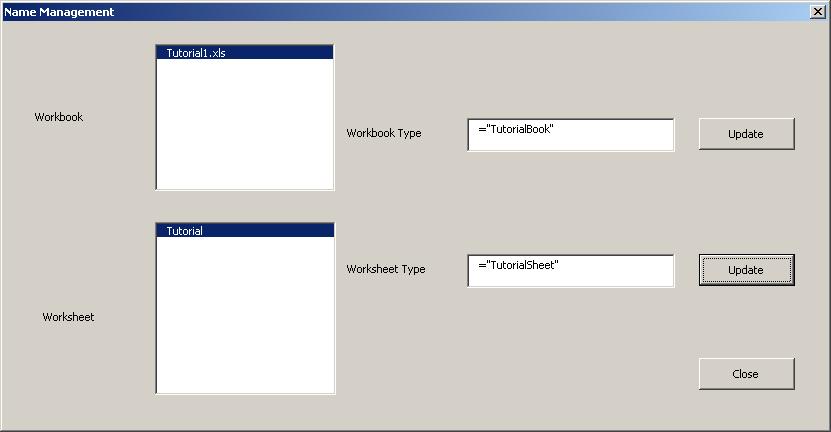 Name Management
Tutorial1.xls
Workbook
Workbook Type
="TutorialBook"
Update
Tutorial
Worksheet Type
="TutorialSheet"
Update
Worksheet
Close